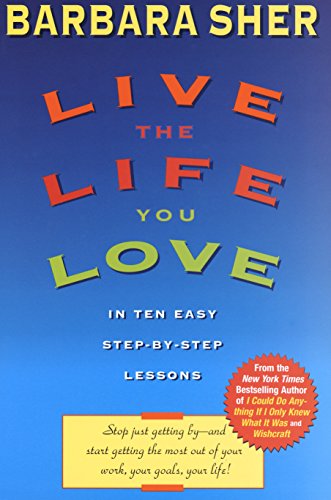 BARBARA SHER
LIVE
THE
LIFE
YOU
LOVE
IN TEN EASY
STEP-BY-STEP
LESSONS
From the
New York Times
Bestselling Author
of I Could Do Any-
thing If I Only Knew
What It Was and
Wishcraft
Stop just getting by—and
start getting the most out of your
work, your goals, your life!